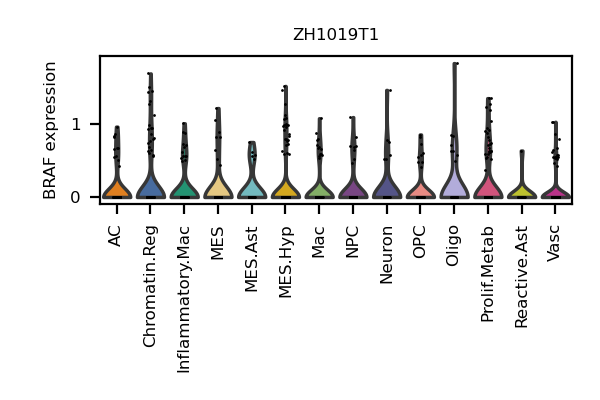 ZH1019T1
BRAF expression
1
0
AC
Chromatin.Reg
Inflammatory.Mac
MES
MES.Ast
MES.Hyp
Mac
NPC
Neuron
OPC
Oligo
Prolif.Metab
Reactive.Ast
Vasc